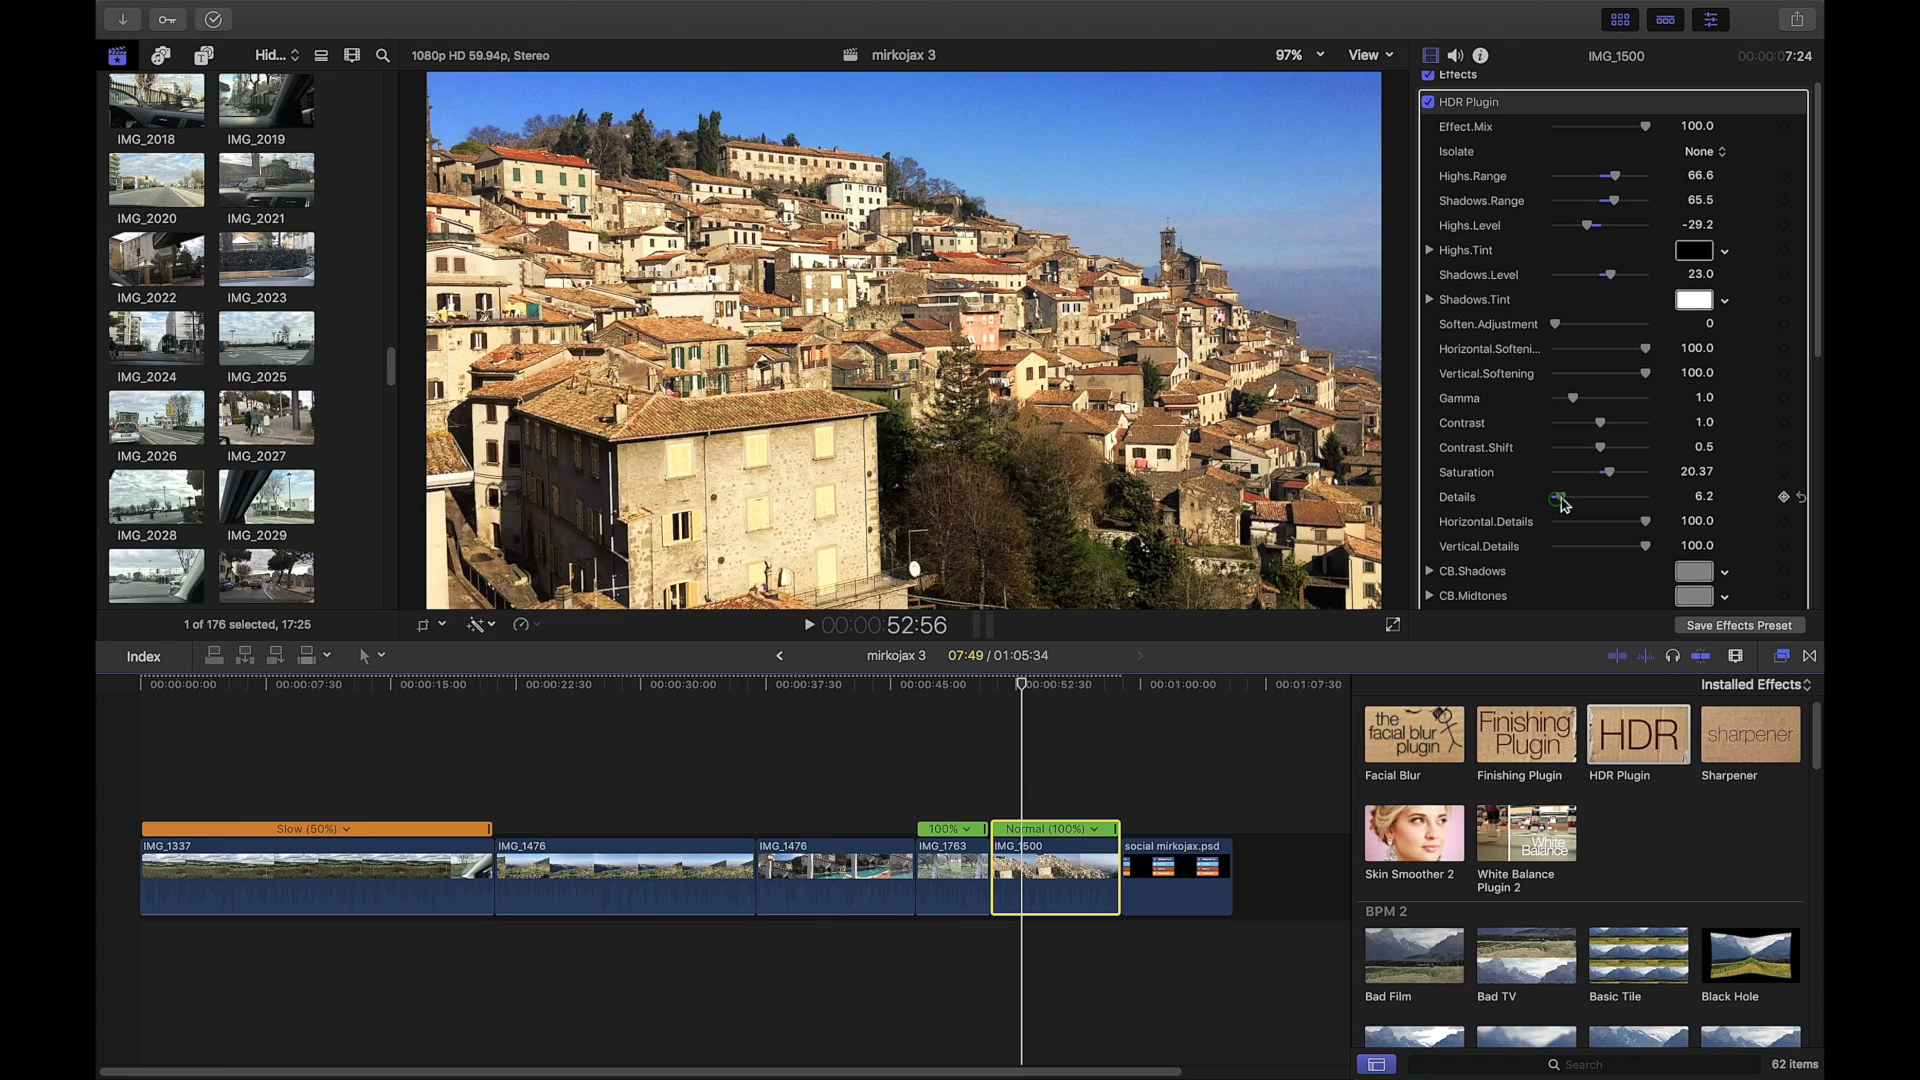 Hid...
1080p HD 59.94p, Stereo
mirkojax 3
97%
View
IMG_1500
00:00:07:24
IMG_2018
IMG_2019
IMG_2020
IMG_2021
IMG_2022
IMG_2023
IMG_2024
IMG_2025
IMG_2026
IMG_2027
IMG_2028
IMG_2029
Effects
HDR Plugin
Effect.Mix 100.0
Isolate None
Highs.Range 66.6
Shadows.Range 65.5
Highs.Level -29.2
Highs.Tint
Shadows.Level 23.0
Shadows.Tint
Soften.Adjustment 0
Horizontal.Softeni... 100.0
Vertical.Softening 100.0
Gamma 1.0
Contrast 1.0
Contrast.Shift 0.5
Saturation 20.37
Details 6.2
Horizontal.Details 100.0
Vertical.Details 100.0
CB.Shadows
CB.Midtones
1 of 176 selected, 17:25
00:00:52:56
Save Effects Preset
Index
mirkojax 3
07:49 / 01:05:34
00:00:00:00
00:00:07:30
00:00:15:00
00:00:22:30
00:00:30:00
00:00:37:30
00:00:45:00
00:00:52:30
00:01:00:00
00:01:07:30
Slow (50%)
100%
Normal (100%)
IMG_1337
IMG_1476
IMG_1476
IMG_1763
IMG_1500
social mirkojax.psd
Installed Effects
the facial blur plugin
Finishing Plugin
HDR
sharpener
Facial Blur
Finishing Plugin
HDR Plugin
Sharpener
White Balance
Skin Smoother 2
White Balance
Plugin 2
BPM 2
Bad Film
Bad TV
Basic Tile
Black Hole
Search
62 items